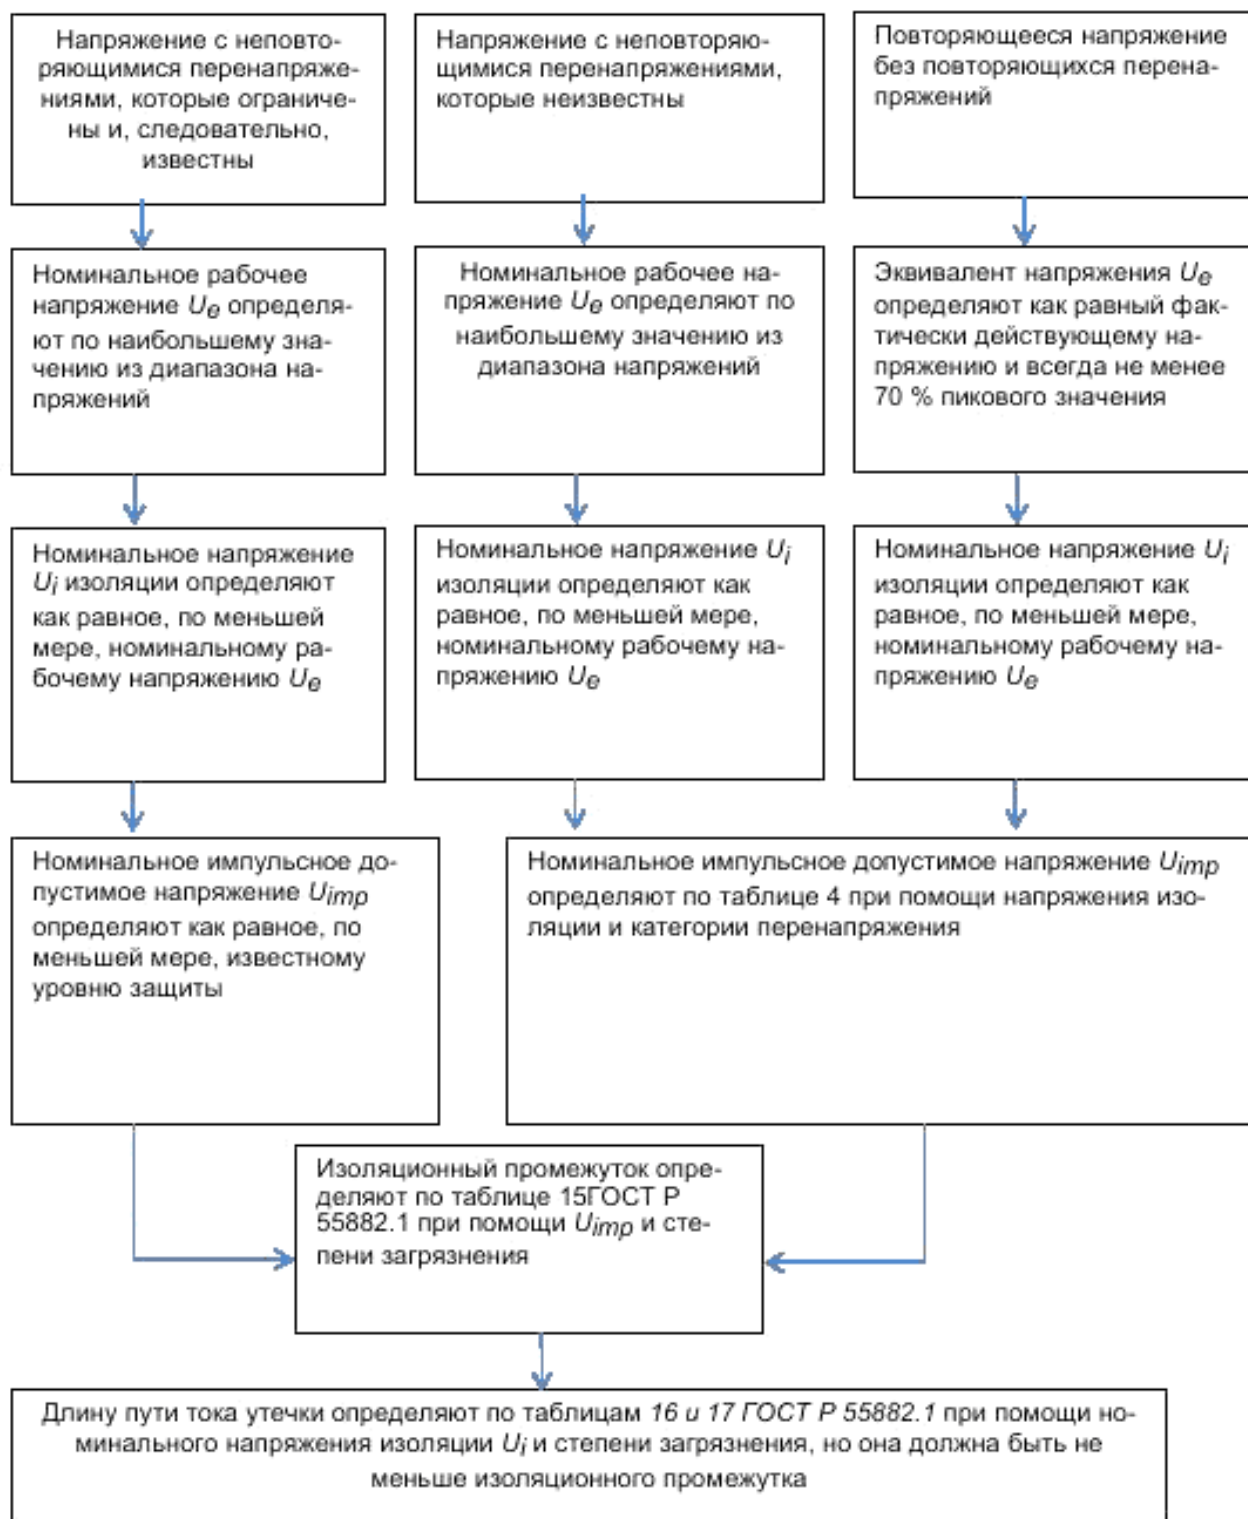 Напряжение с неповто-
ряющимися перенапряже-
ниями, которые ограниче-
ны и, следовательно,
известны
Напряжение с неповторяю-
щимися перенапряжениями,
которые неизвестны
Повторяющееся напряжение
без повторяющихся перена-
пряжений
Номинальное рабочее
напряжение Ue определя-
ют по наибольшему зна-
чению из диапазона на-
пряжений
Номинальное рабочее на-
пряжение Ue определяют по
наибольшему значению из
диапазона напряжений
Эквивалент напряжения Ue
определяют как равный фак-
тически действующему на-
пряжению и всегда не менее
70 % пикового значения
Номинальное напряжение
Ui изоляции определяют
как равное, по меньшей
мере, номинальному ра-
бочему напряжению Ue
Номинальное напряжение Ui
изоляции определяют как
равное, по меньшей мере,
номинальному рабочему на-
пряжению Ue
Номинальное напряжение Ui
изоляции определяют как
равное, по меньшей мере,
номинальному рабочему на-
пряжению Ue
Номинальное импульсное до-
пустимое напряжение Uimp
определяют как равное, по
меньшей мере, известному
уровню защиты
Номинальное импульсное допустимое напряжение Uimp
определяют по таблице 4 при помощи напряжения изо-
ляции и категории перенапряжения
Изоляционный промежуток опре-
деляют по таблице 15ГОСТ Р
55882.1 при помощи Uimp и сте-
пени загрязнения
Длину пути тока утечки определяют по таблицам 16 и 17 ГОСТ Р 55882.1 при помощи но-
минального напряжения изоляции Ui и степени загрязнения, но она должна быть не
меньше изоляционного промежутка